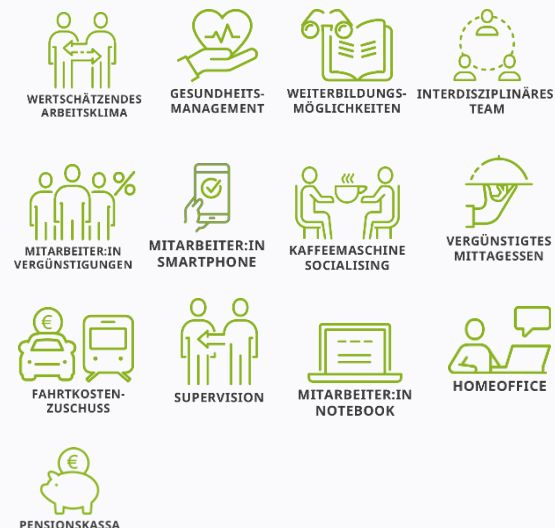 WERTSCHÄTZENDES
ARBEITSKLIMA
GESUNDHEITS-
MANAGEMENT
WEITERBILDUNGS-
MÖGLICHKEITEN
INTERDISZIPLINÄRES
TEAM
%
MITARBEITER:IN
VERGÜNSTIGUNGEN
MITARBEITER:IN
SMARTPHONE
KAFFEEMASCHINE
SOCIALISING
VERGÜNSTIGTES
MITTAGESSEN
€
FAHRTKOSTEN-
ZUSCHUSS
SUPERVISION
MITARBEITER:IN
NOTEBOOK
HOMEOFFICE
€
PENSIONSKASSA